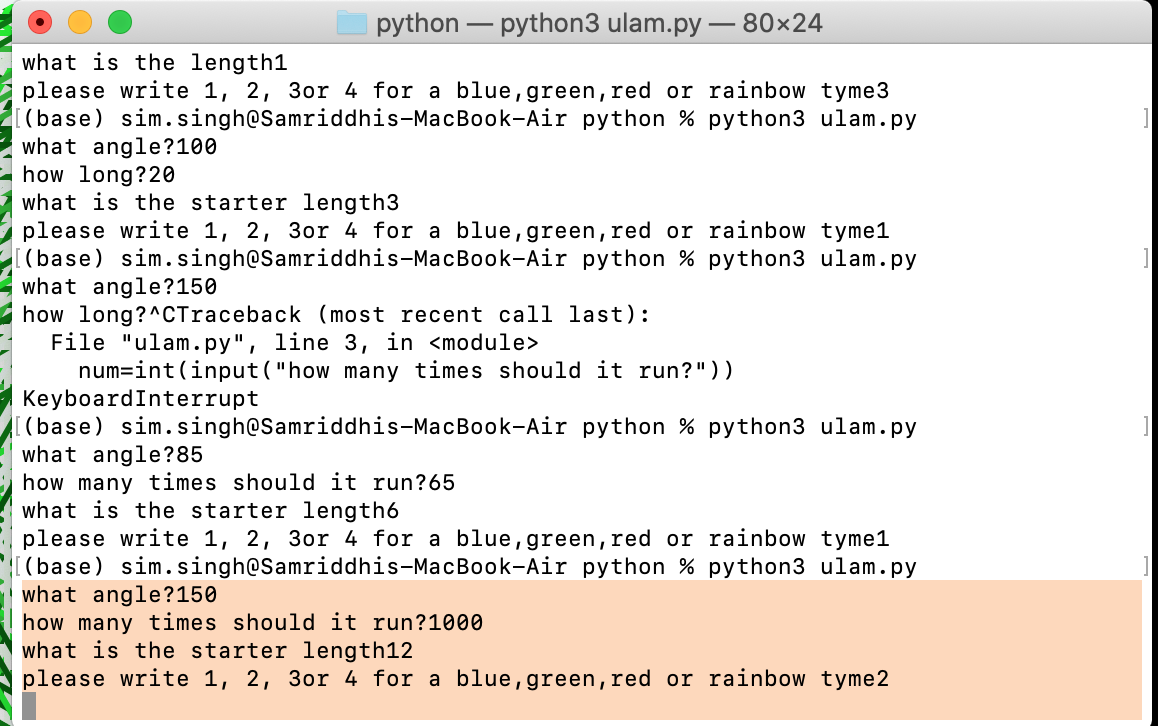 python — python3 ulam.py — 80×24
what is the length1
please write 1, 2, 3or 4 for a blue,green,red or rainbow tyme3
[(base) sim.singh@Samriddhis-MacBook-Air python % python3 ulam.py ]
what angle?100
how long?20
what is the starter length3
please write 1, 2, 3or 4 for a blue,green,red or rainbow tyme1
[(base) sim.singh@Samriddhis-MacBook-Air python % python3 ulam.py ]
what angle?150
how long?^CTraceback (most recent call last):
  File "ulam.py", line 3, in <module>
    num=int(input("how many times should it run?"))
KeyboardInterrupt
[(base) sim.singh@Samriddhis-MacBook-Air python % python3 ulam.py ]
what angle?85
how many times should it run?65
what is the starter length6
please write 1, 2, 3or 4 for a blue,green,red or rainbow tyme1
[(base) sim.singh@Samriddhis-MacBook-Air python % python3 ulam.py ]
what angle?150
how many times should it run?1000
what is the starter length12
please write 1, 2, 3or 4 for a blue,green,red or rainbow tyme2